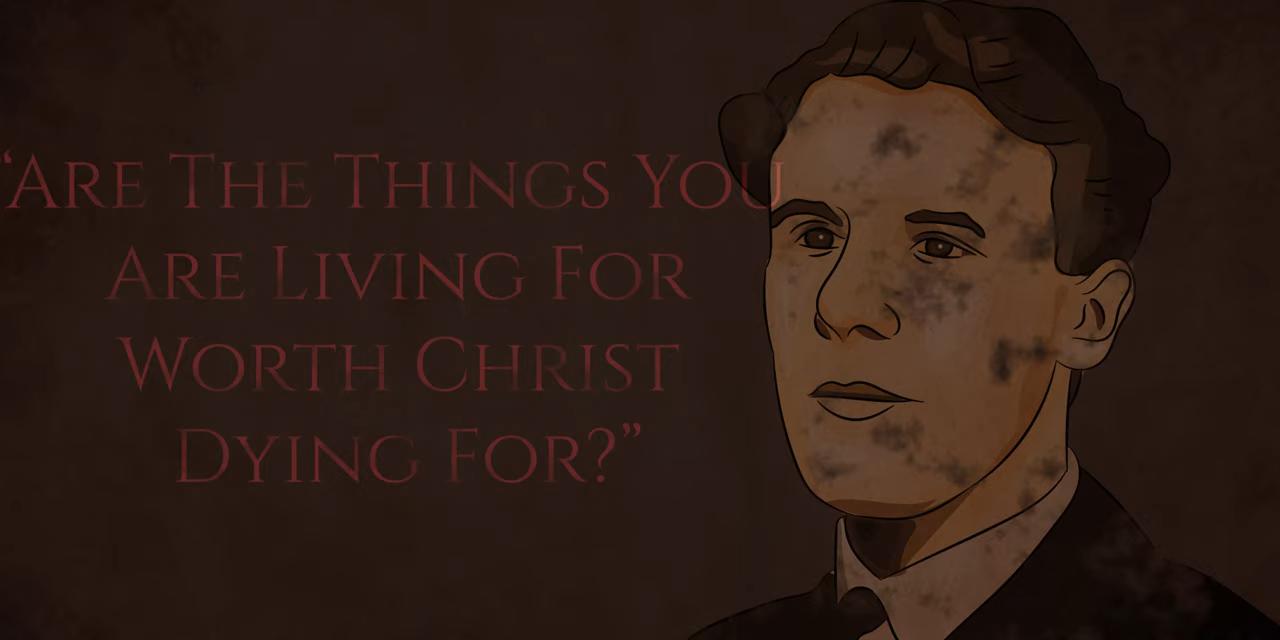 “Are The Things You
Are Living For
Worth Christ
Dying For?”